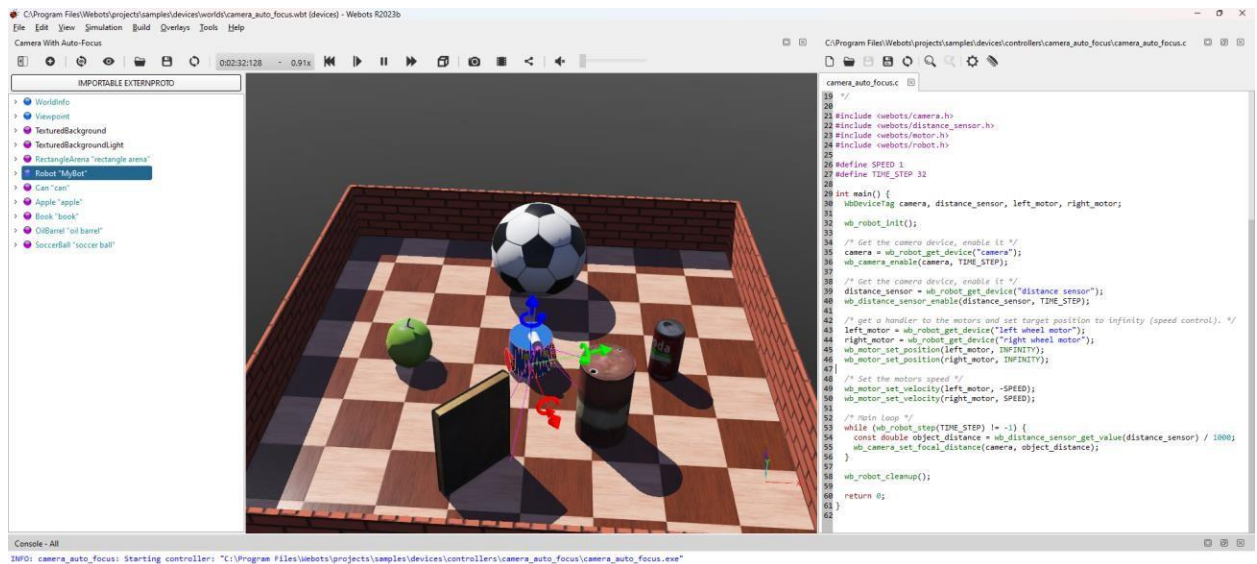 C:\Program Files\Webots\projects\samples\devices\worlds\camera_auto_focus.wbt (devices) - Webots R2023b
File Edit View Simulation Build Overlays Tools Help
Camera With Auto-Focus
0:02:32:128 - 0.91x
IMPORTABLE EXTERNPROTO
WorldInfo
Viewpoint
TexturedBackground
TexturedBackgroundLight
RectangleArena "rectangle arena"
Robot "MyBot"
Can "can"
Apple "apple"
Book "book"
OilBarrel "oil barrel"
SoccerBall "soccer ball"
C:\Program Files\Webots\projects\samples\devices\controllers\camera_auto_focus\camera_auto_focus.c
camera_auto_focus.c
19 */
20
21 #include <webots/camera.h>
22 #include <webots/distance_sensor.h>
23 #include <webots/motor.h>
24 #include <webots/robot.h>
25
26 #define SPEED 1
27 #define TIME_STEP 32
28
29 int main() {
30 WbDeviceTag camera, distance_sensor, left_motor, right_motor;
31
32 wb_robot_init();
33
34 /* Get the camera device, enable it */
35 camera = wb_robot_get_device("camera");
36 wb_camera_enable(camera, TIME_STEP);
37
38 /* Get the camera device, enable it */
39 distance_sensor = wb_robot_get_device("distance sensor");
40 wb_distance_sensor_enable(distance_sensor, TIME_STEP);
41
42 /* get a handler to the motors and set target position to infinity (speed control). */
43 left_motor = wb_robot_get_device("left wheel motor");
44 right_motor = wb_robot_get_device("right wheel motor");
45 wb_motor_set_position(left_motor, INFINITY);
46 wb_motor_set_position(right_motor, INFINITY);
47
48 /* Set the motors speed */
49 wb_motor_set_velocity(left_motor, -SPEED);
50 wb_motor_set_velocity(right_motor, SPEED);
51
52 /* Main loop */
53 while (wb_robot_step(TIME_STEP) != -1) {
54 const double object_distance = wb_distance_sensor_get_value(distance_sensor) / 1000;
55 wb_camera_set_focal_distance(camera, object_distance);
56 }
57
58 wb_robot_cleanup();
59
60 return 0;
61 }
62
Console - All
INFO: camera_auto_focus: Starting controller: "C:\Program Files\Webots\projects\samples\devices\controllers\camera_auto_focus\camera_auto_focus.exe"